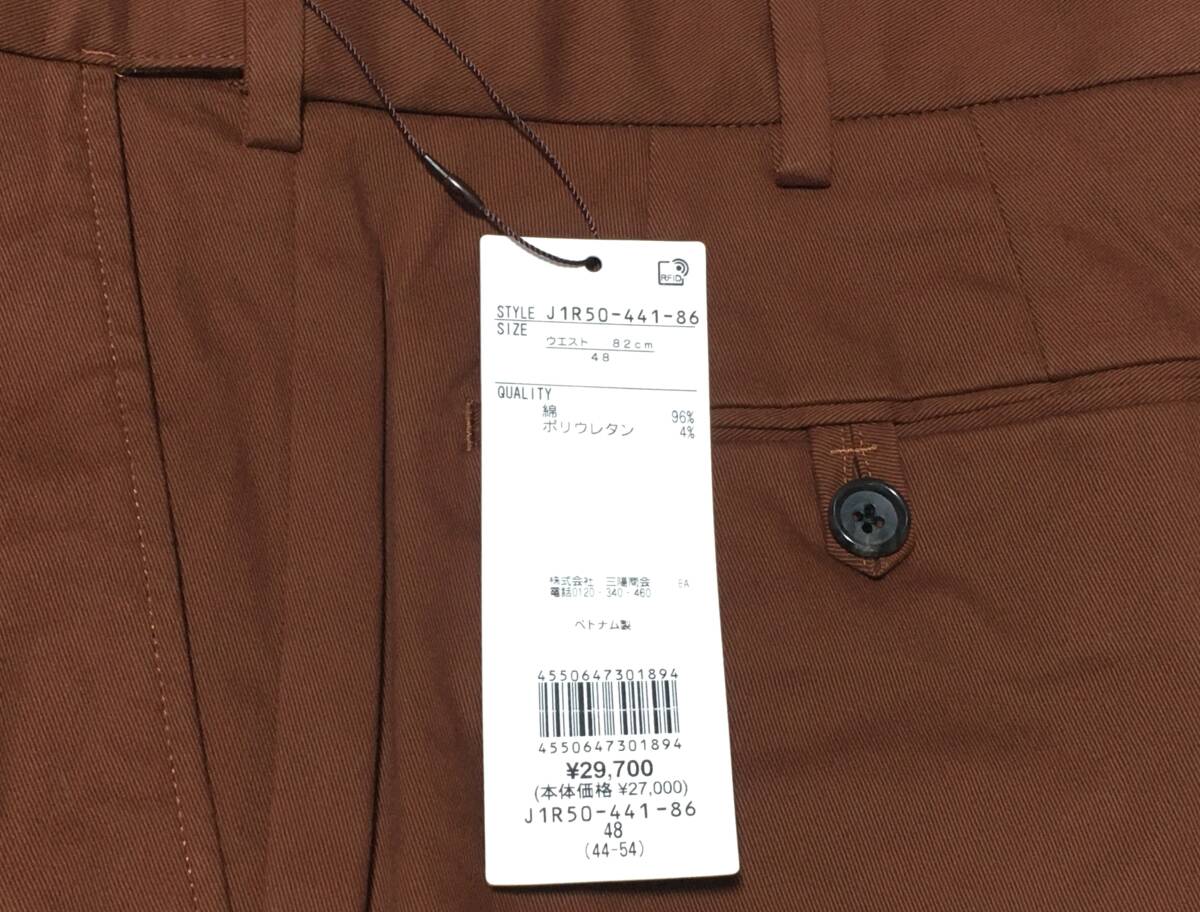 RFID
STYLE J1R50-441-86
SIZE
ウエスト 82cm
48
QUALITY
綿 96%
ポリウレタン 4%
株式会社 三陽商会 EA
電話0120-340-460
ベトナム製
4550647301894
4550647301894
¥29,700
(本体価格 ¥27,000)
J1R50-441-86
48
(44-54)